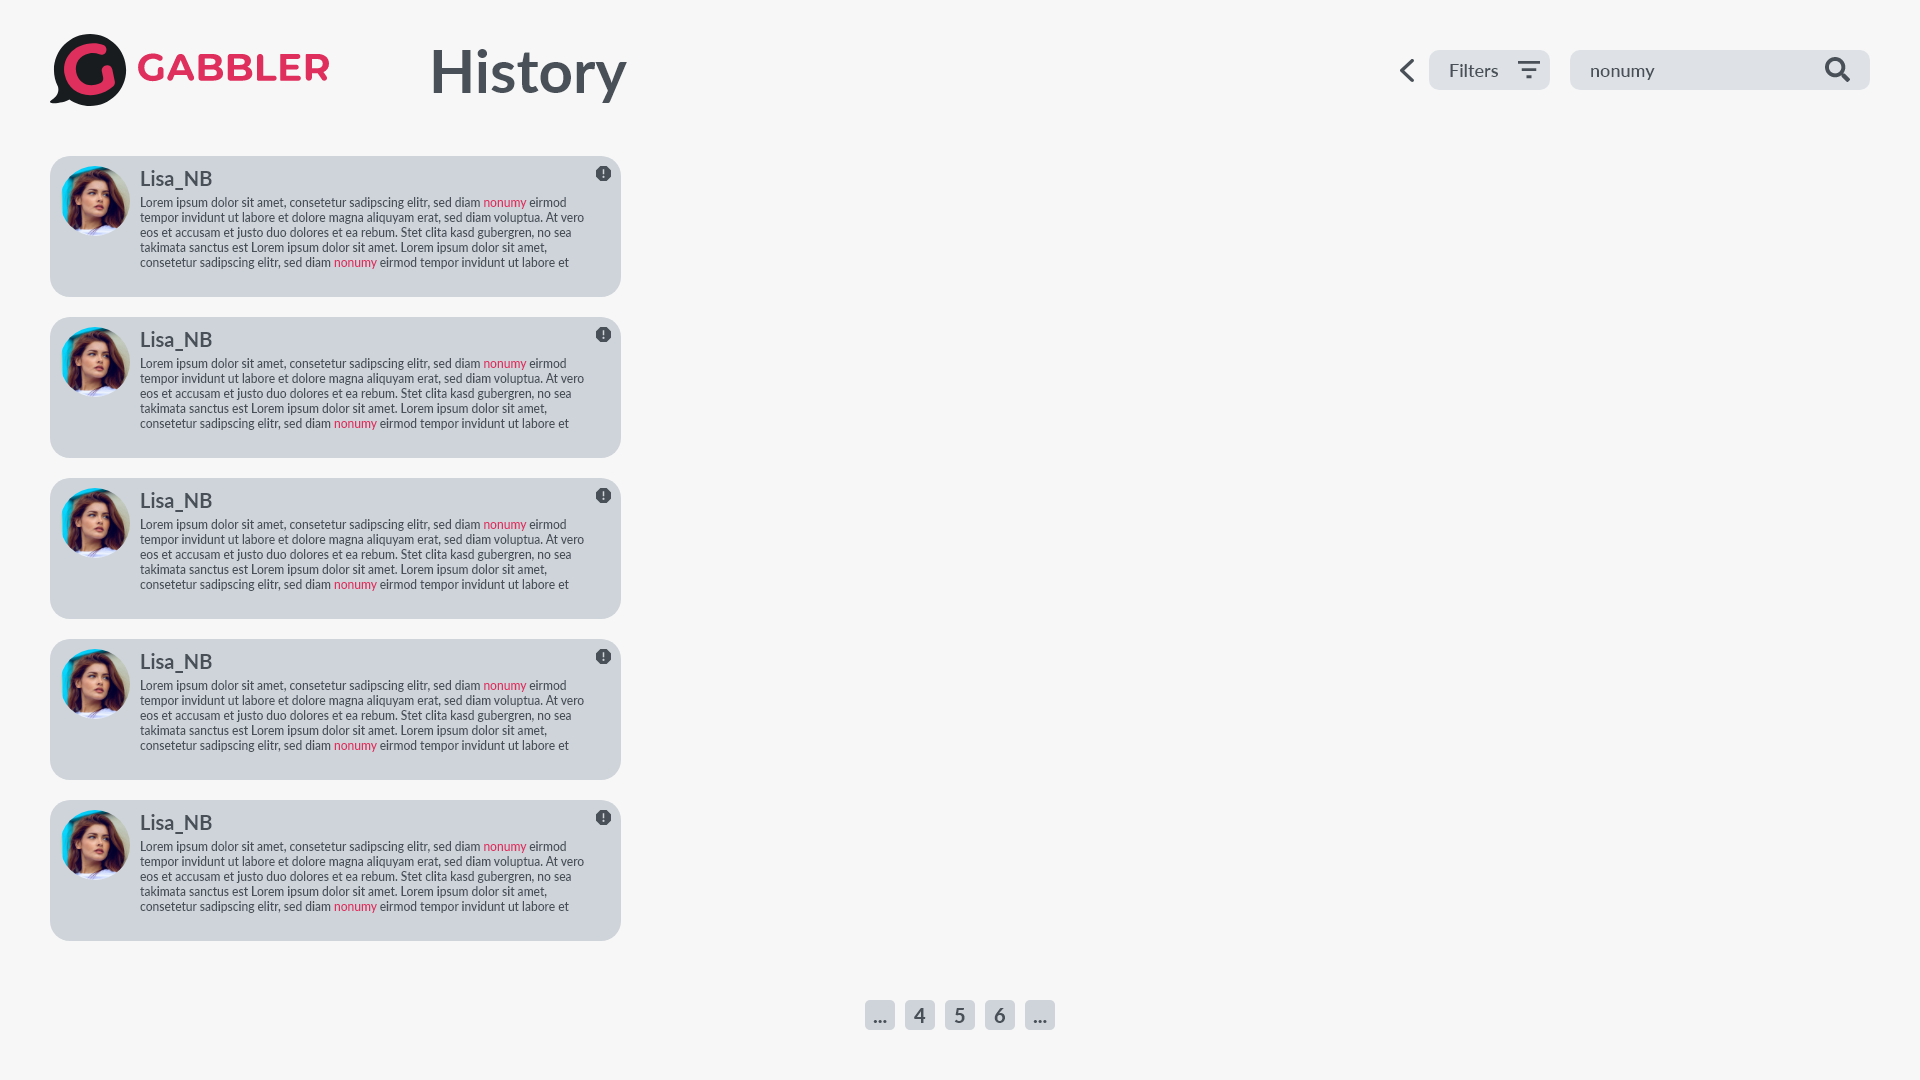 GABBLER
History
Filters
nonumy
Lisa_NB
Lorem ipsum dolor sit amet, consetetur sadipscing elitr, sed diam nonumy eirmod
tempor invidunt ut labore et dolore magna aliquyam erat, sed diam voluptua. At vero
eos et accusam et justo duo dolores et ea rebum. Stet clita kasd gubergren, no sea
takimata sanctus est Lorem ipsum dolor sit amet. Lorem ipsum dolor sit amet,
consetetur sadipscing elitr, sed diam nonumy eirmod tempor invidunt ut labore et
Lisa_NB
Lorem ipsum dolor sit amet, consetetur sadipscing elitr, sed diam nonumy eirmod
tempor invidunt ut labore et dolore magna aliquyam erat, sed diam voluptua. At vero
eos et accusam et justo duo dolores et ea rebum. Stet clita kasd gubergren, no sea
takimata sanctus est Lorem ipsum dolor sit amet. Lorem ipsum dolor sit amet,
consetetur sadipscing elitr, sed diam nonumy eirmod tempor invidunt ut labore et
Lisa_NB
Lorem ipsum dolor sit amet, consetetur sadipscing elitr, sed diam nonumy eirmod
tempor invidunt ut labore et dolore magna aliquyam erat, sed diam voluptua. At vero
eos et accusam et justo duo dolores et ea rebum. Stet clita kasd gubergren, no sea
takimata sanctus est Lorem ipsum dolor sit amet. Lorem ipsum dolor sit amet,
consetetur sadipscing elitr, sed diam nonumy eirmod tempor invidunt ut labore et
Lisa_NB
Lorem ipsum dolor sit amet, consetetur sadipscing elitr, sed diam nonumy eirmod
tempor invidunt ut labore et dolore magna aliquyam erat, sed diam voluptua. At vero
eos et accusam et justo duo dolores et ea rebum. Stet clita kasd gubergren, no sea
takimata sanctus est Lorem ipsum dolor sit amet. Lorem ipsum dolor sit amet,
consetetur sadipscing elitr, sed diam nonumy eirmod tempor invidunt ut labore et
Lisa_NB
Lorem ipsum dolor sit amet, consetetur sadipscing elitr, sed diam nonumy eirmod
tempor invidunt ut labore et dolore magna aliquyam erat, sed diam voluptua. At vero
eos et accusam et justo duo dolores et ea rebum. Stet clita kasd gubergren, no sea
takimata sanctus est Lorem ipsum dolor sit amet. Lorem ipsum dolor sit amet,
consetetur sadipscing elitr, sed diam nonumy eirmod tempor invidunt ut labore et
... 4 5 6 ...